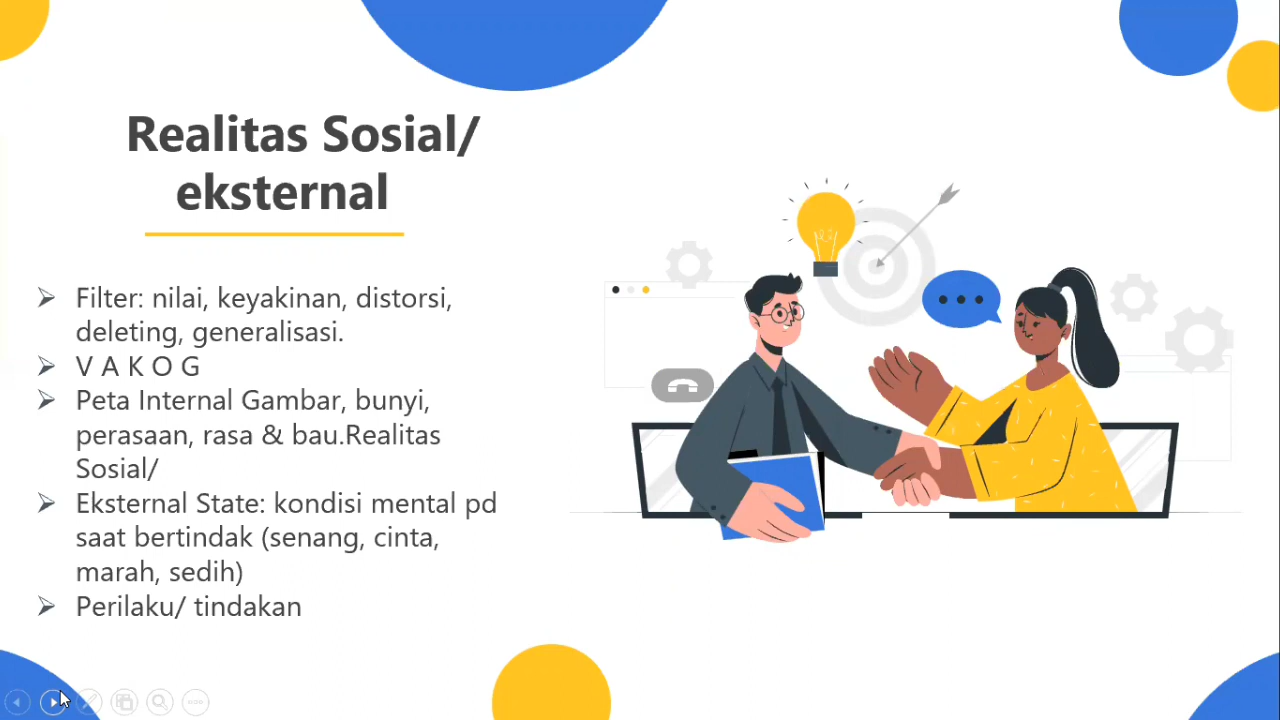 Realitas Sosial/
eksternal
Filter: nilai, keyakinan, distorsi,
deleting, generalisasi.
V A K O G
Peta Internal Gambar, bunyi,
perasaan, rasa & bau.Realitas
Sosial/
Eksternal State: kondisi mental pd
saat bertindak (senang, cinta,
marah, sedih)
Perilaku/ tindakan